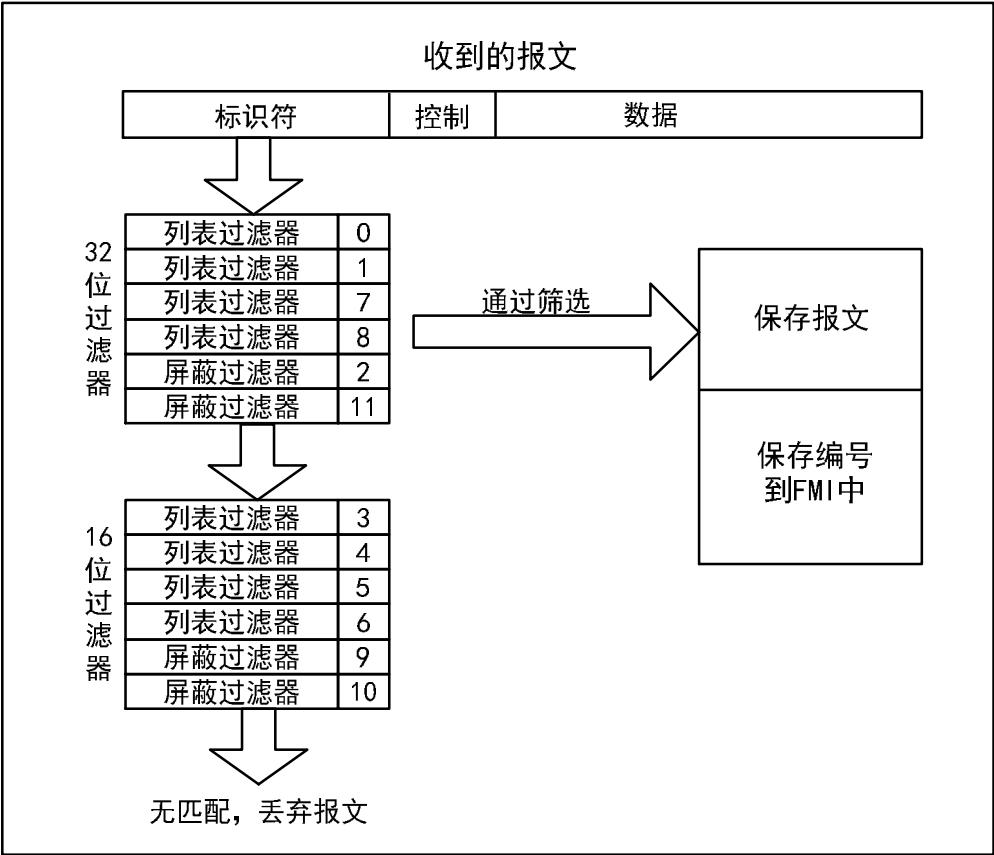 收到的报文
标识符 控制 数据
32位过滤器
列表过滤器 0
列表过滤器 1
列表过滤器 7
列表过滤器 8
屏蔽过滤器 2
屏蔽过滤器 11
通过筛选
保存报文
保存编号
到FMI中
16位过滤器
列表过滤器 3
列表过滤器 4
列表过滤器 5
列表过滤器 6
屏蔽过滤器 9
屏蔽过滤器 10
无匹配，丢弃报文